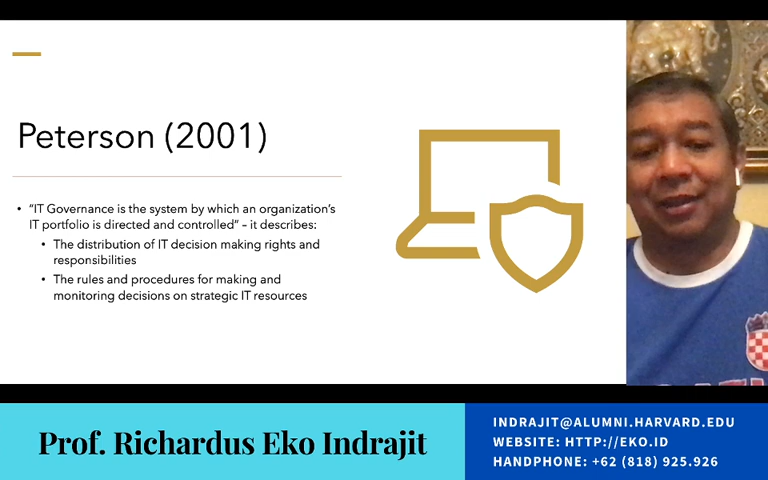 Peterson (2001)
• “IT Governance is the system by which an organization’s
IT portfolio is directed and controlled” – it describes:
• The distribution of IT decision making rights and
responsibilities
• The rules and procedures for making and
monitoring decisions on strategic IT resources
Prof. Richardus Eko Indrajit
INDRAJIT@ALUMNI.HARVARD.EDU
WEBSITE: HTTP://EKO.ID
HANDPHONE: +62 (818) 925.926